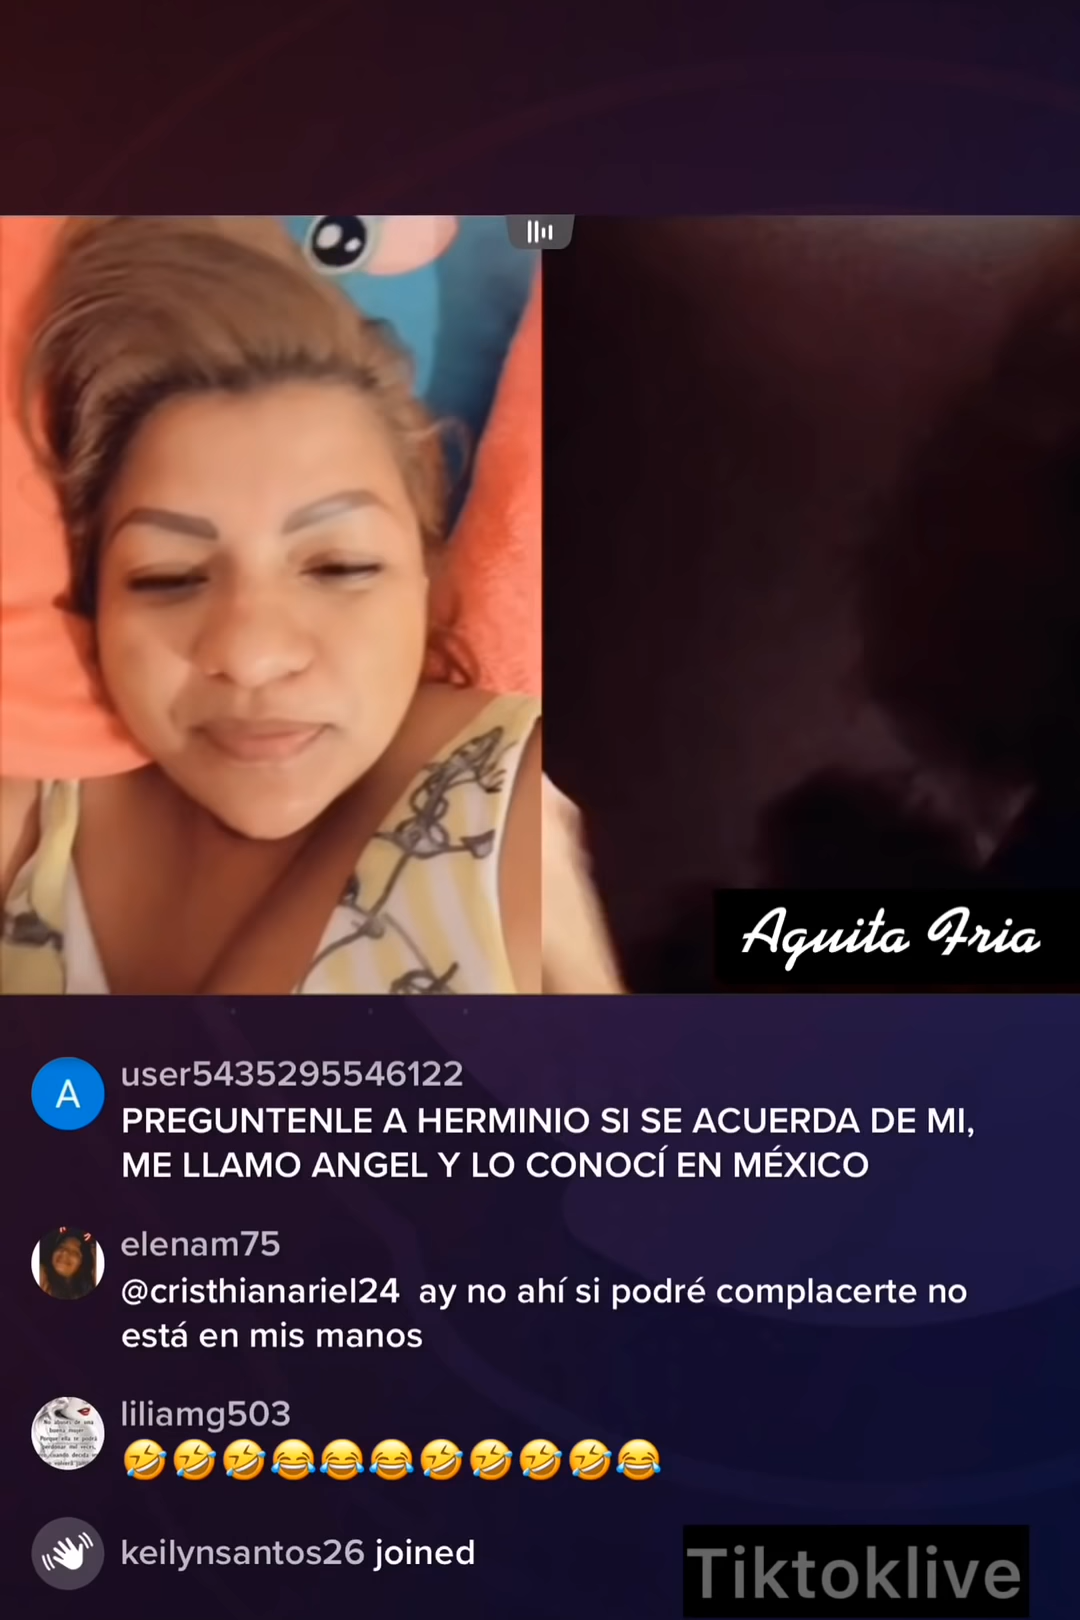 Aguita Fria
user5435295546122
PREGUNTENLE A HERMINIO SI SE ACUERDA DE MI,
ME LLAMO ANGEL Y LO CONOCÍ EN MÉXICO
elenam75
@cristhianariel24 ay no ahí si podré complacerte no
está en mis manos
liliamg503
🤣🤣🤣😂😂😂🤣🤣🤣🤣😂
keilynsantos26 joined
Tiktoklive
A